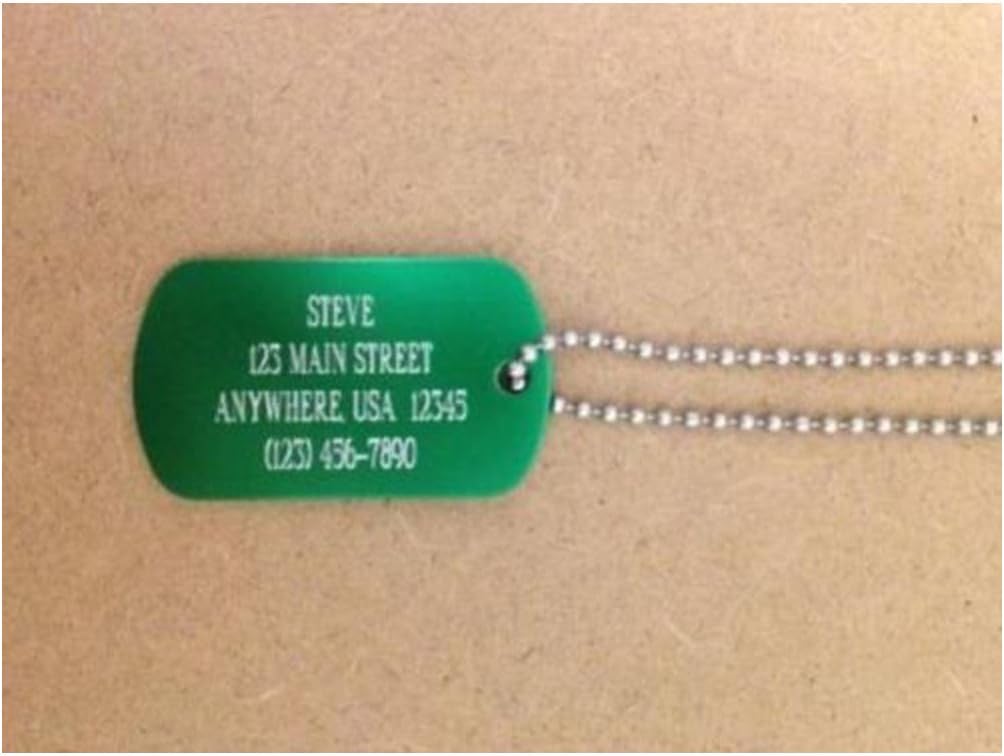 STEVE
123 MAIN STREET
ANYWHERE, USA 12345
(123) 456-7890